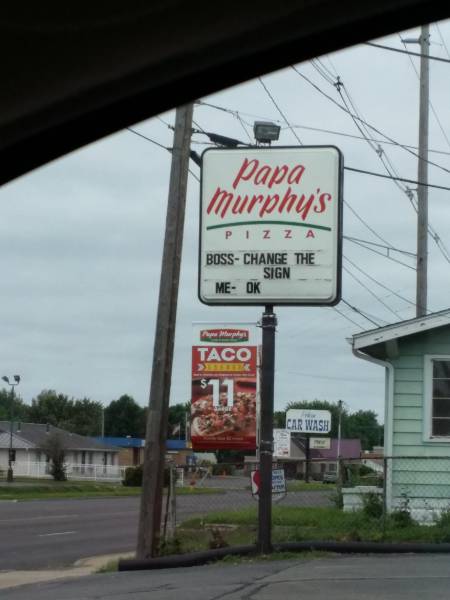 Papa
Murphy's
PIZZA
BOSS- CHANGE THE
SIGN
ME- OK
Papa Murphy's
TACO
$11
CAR WASH